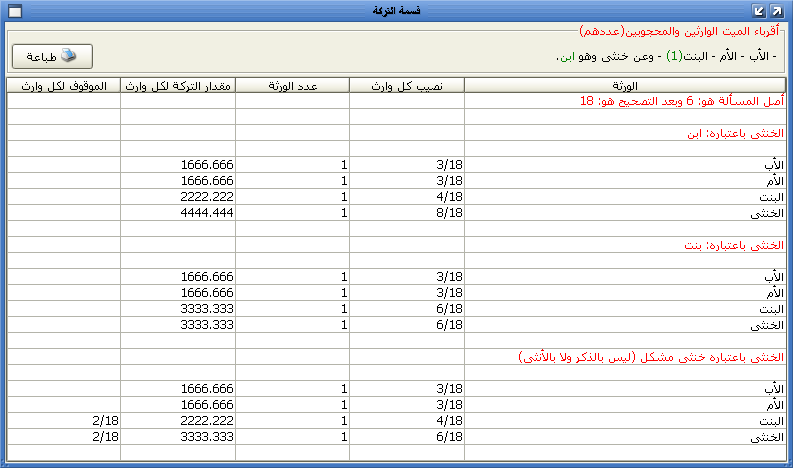 قسمة التركة
أقرباء الميت الوارثين والمحجوبين(عددهم)
- الأب - الأم - البنت(1) - وعن خنثى وهو ابن.
طباعة
الورثة نصيب كل وارث عدد الورثة مقدار التركة لكل وارث الموقوف لكل وارث
أصل المسألة هو: 6 وبعد التصحيح هو: 18
الخنثى باعتباره: ابن
الأب 3/18 1 1666.666
الأم 3/18 1 1666.666
البنت 4/18 1 2222.222
الخنثى 8/18 1 4444.444
الخنثى باعتباره: بنت
الأب 3/18 1 1666.666
الأم 3/18 1 1666.666
البنت 6/18 1 3333.333
الخنثى 6/18 1 3333.333
الخنثى باعتباره خنثى مشكل (ليس بالذكر ولا بالأنثى)
الأب 3/18 1 1666.666
الأم 3/18 1 1666.666
البنت 4/18 1 2222.222 2/18
الخنثى 6/18 1 3333.333 2/18